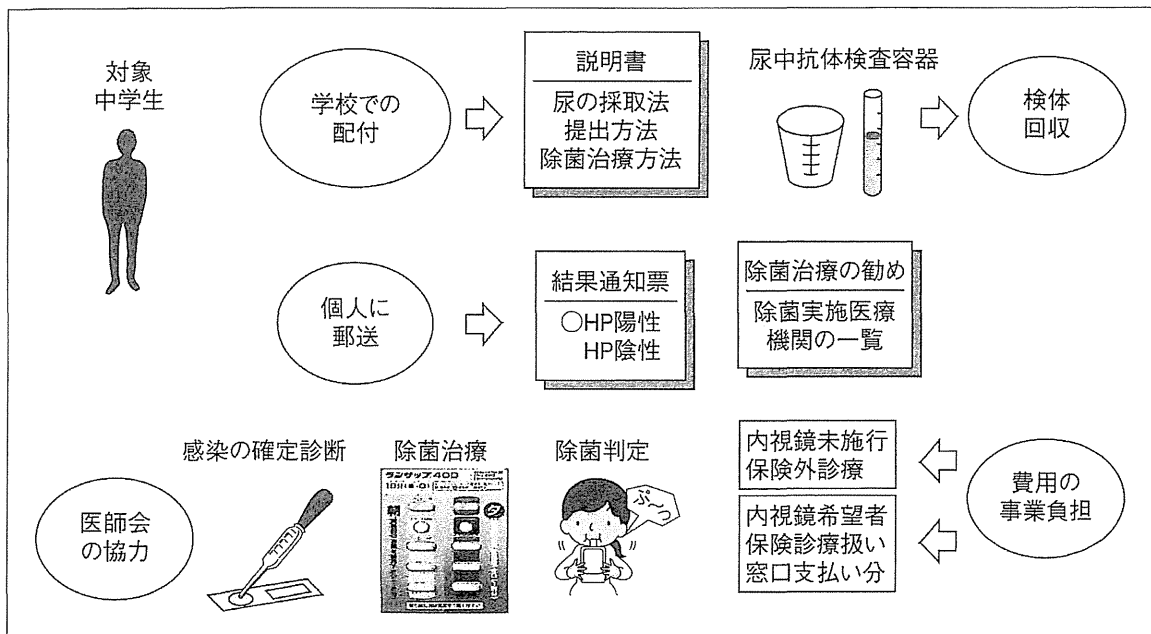 対象
中学生
学校での
配付
説明書
尿の採取法
提出方法
除菌治療方法
尿中抗体検査容器
検体
回収
個人に
郵送
結果通知票
○HP陽性
HP陰性
除菌治療の勧め
除菌実施医療
機関の一覧
医師会
の協力
感染の確定診断
除菌治療
ランサップ400
除菌判定
ぷ〜っ
内視鏡未施行
保険外診療
内視鏡希望者
保険診療扱い
窓口支払い分
費用の
事業負担